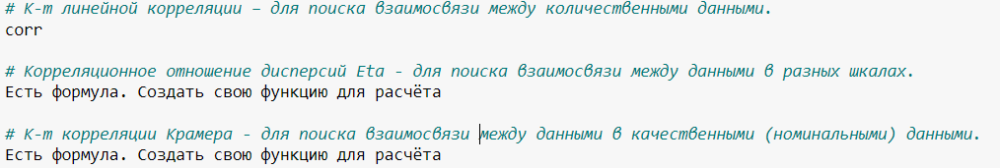 # К-т линейной корреляции – для поиска взаимосвязи между количественными данными.
corr
# Корреляционное отношение дисперсий Eta - для поиска взаимосвязи между данными в разных шкалах.
Есть формула. Создать свою функцию для расчёта
# К-т корреляции Крамера - для поиска взаимосвязи между данными в качественными (номинальными) данными.
Есть формула. Создать свою функцию для расчёта